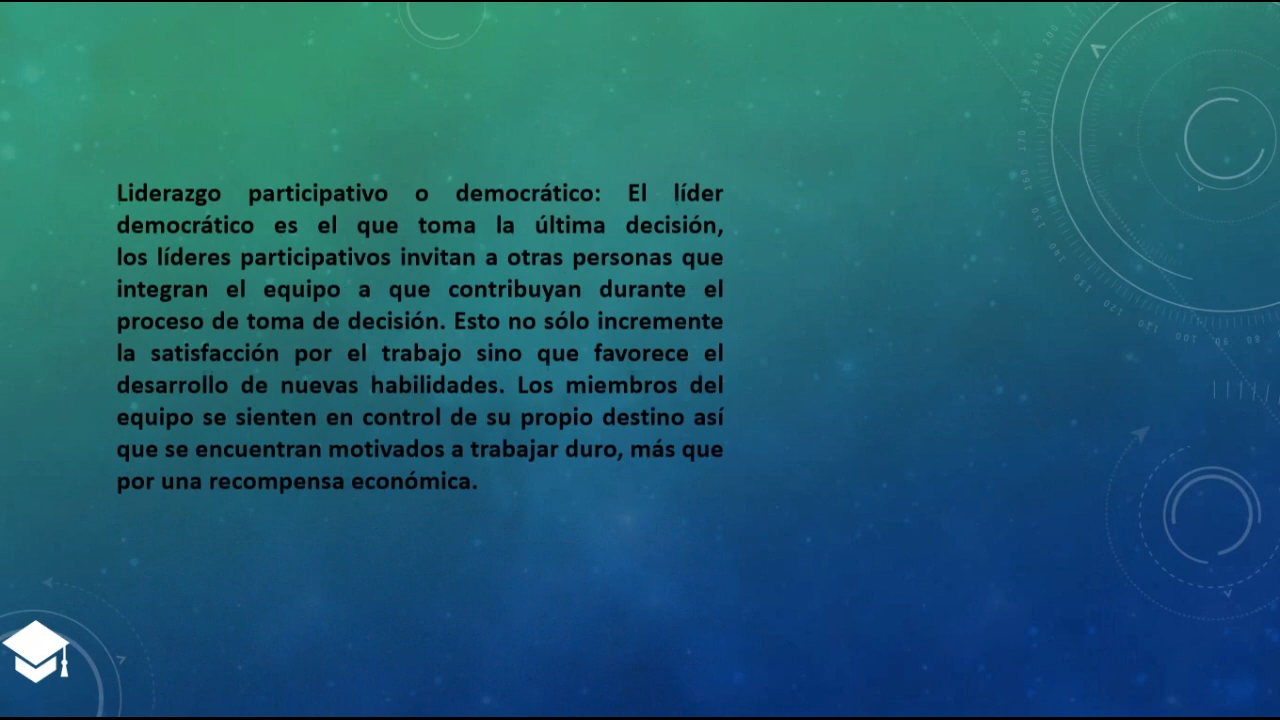 Liderazgo participativo o democrático: El líder
democrático es el que toma la última decisión,
los líderes participativos invitan a otras personas que
integran el equipo a que contribuyan durante el
proceso de toma de decisión. Esto no sólo incremente
la satisfacción por el trabajo sino que favorece el
desarrollo de nuevas habilidades. Los miembros del
equipo se sienten en control de su propio destino así
que se encuentran motivados a trabajar duro, más que
por una recompensa económica.